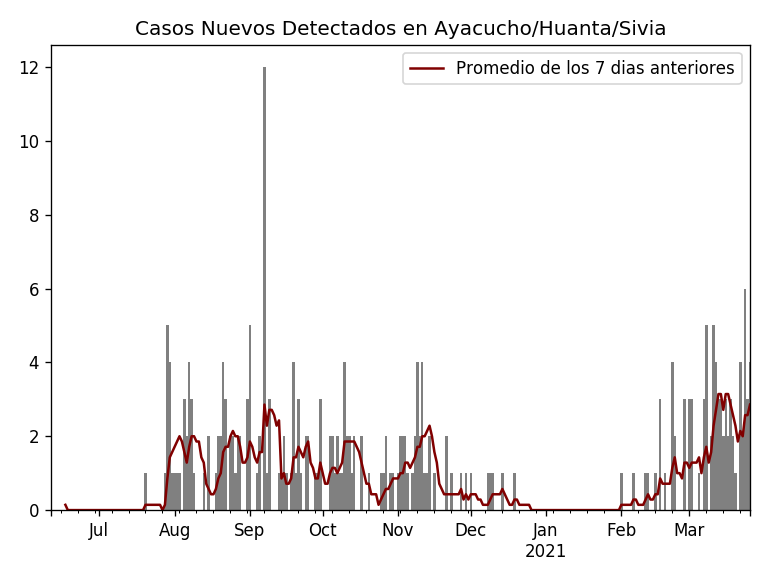 Casos Nuevos Detectados en Ayacucho/Huanta/Sivia
Promedio de los 7 dias anteriores
12
10
8
6
4
2
0
Jul Aug Sep Oct Nov Dec Jan Feb Mar
2021